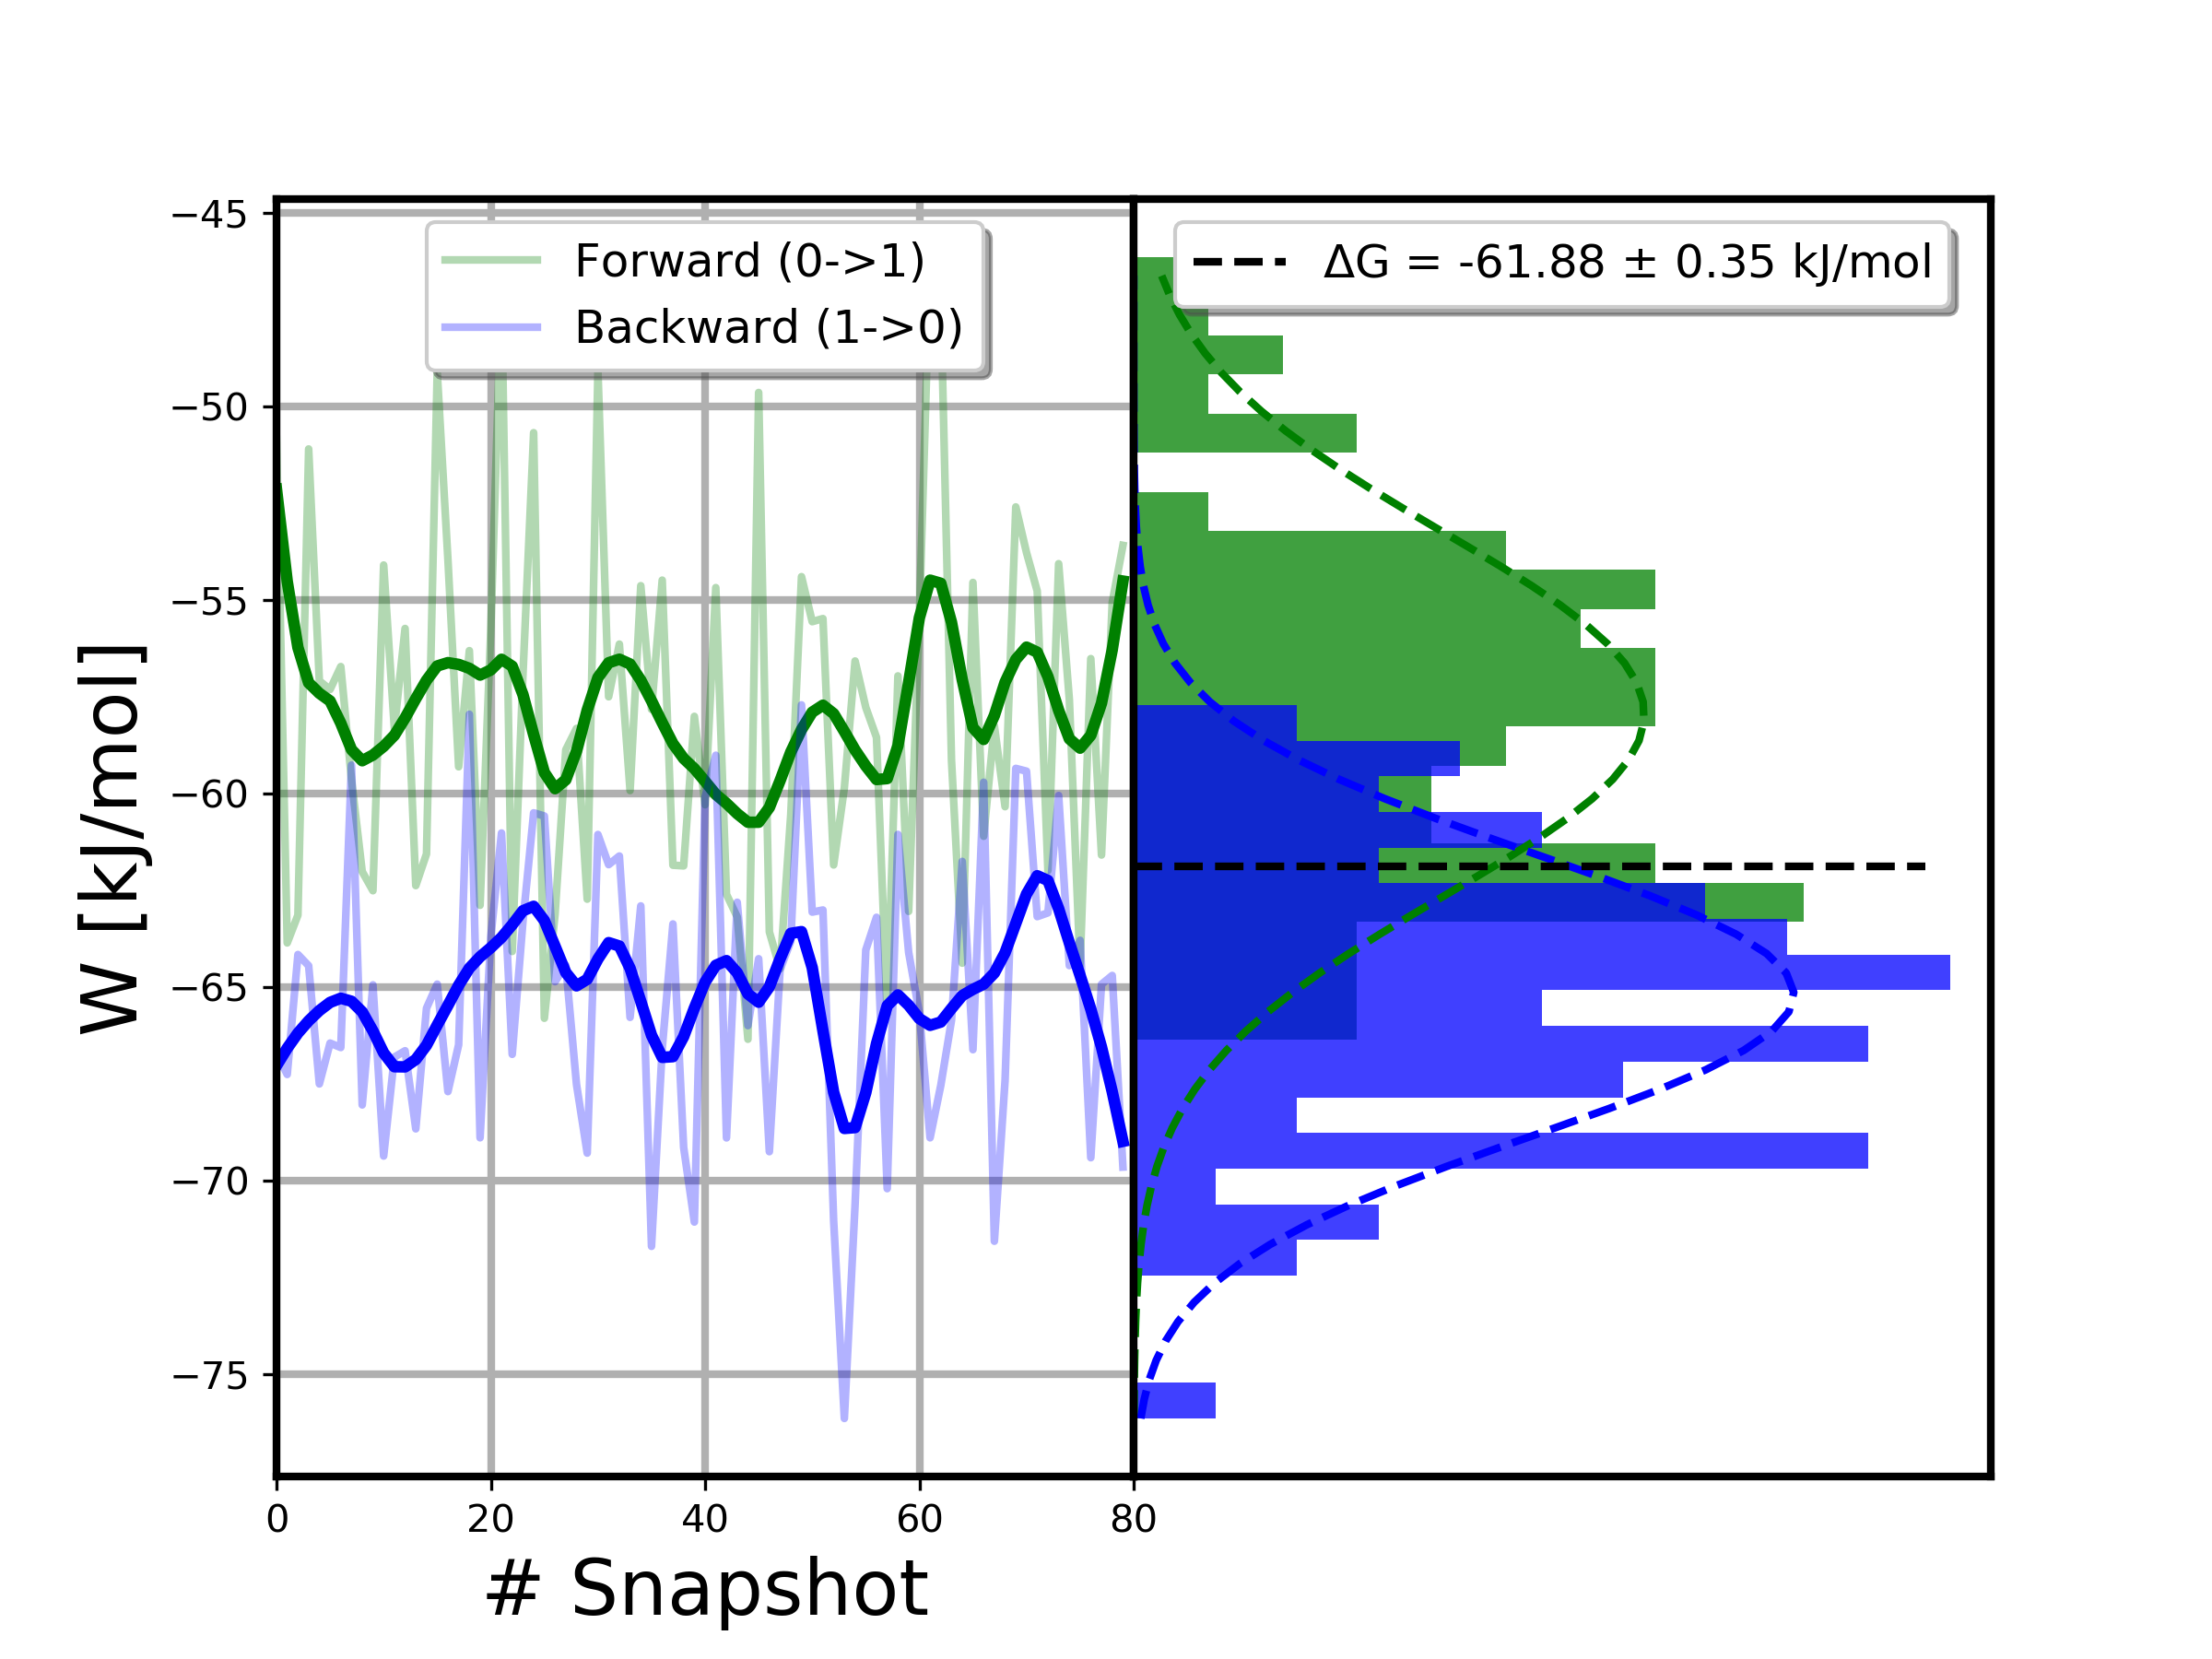 −45
−50
−55
−60
−65
−70
−75
W [kJ/mol]
0
20
40
60
80
# Snapshot
Forward (0->1)
Backward (1->0)
ΔG = -61.88 ± 0.35 kJ/mol